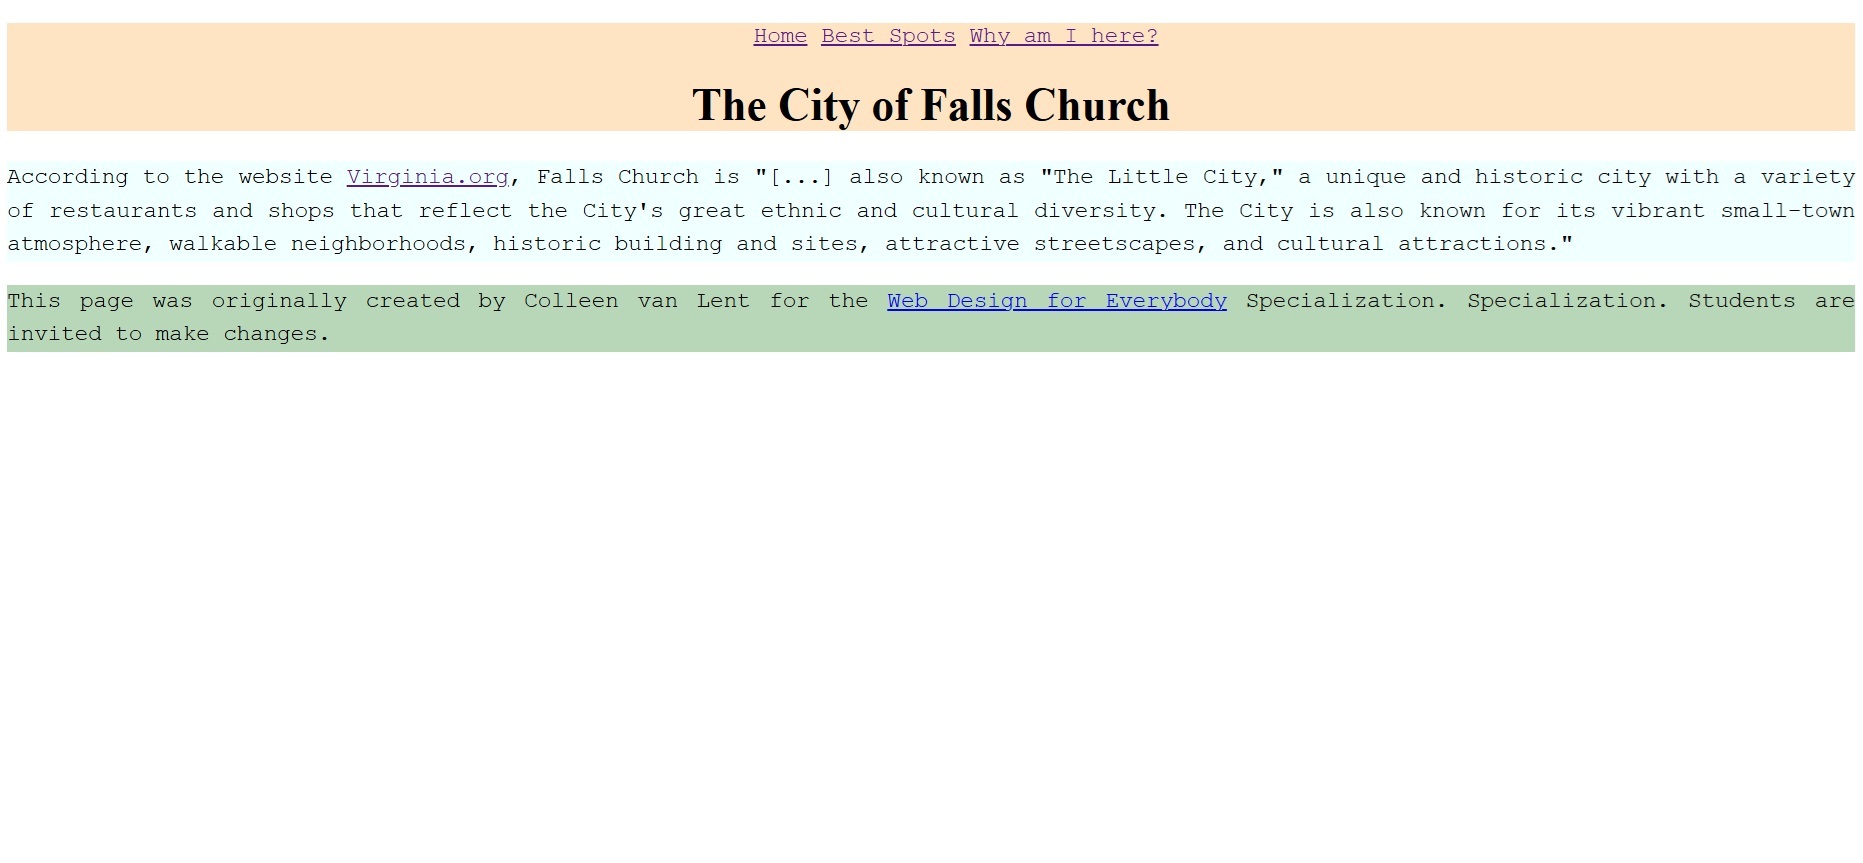 Home Best Spots Why am I here?
The City of Falls Church
According to the website Virginia.org, Falls Church is "[...] also known as "The Little City," a unique and historic city with a variety
of restaurants and shops that reflect the City's great ethnic and cultural diversity. The City is also known for its vibrant small-town
atmosphere, walkable neighborhoods, historic building and sites, attractive streetscapes, and cultural attractions."
This page was originally created by Colleen van Lent for the Web Design for Everybody Specialization. Specialization. Students are
invited to make changes.